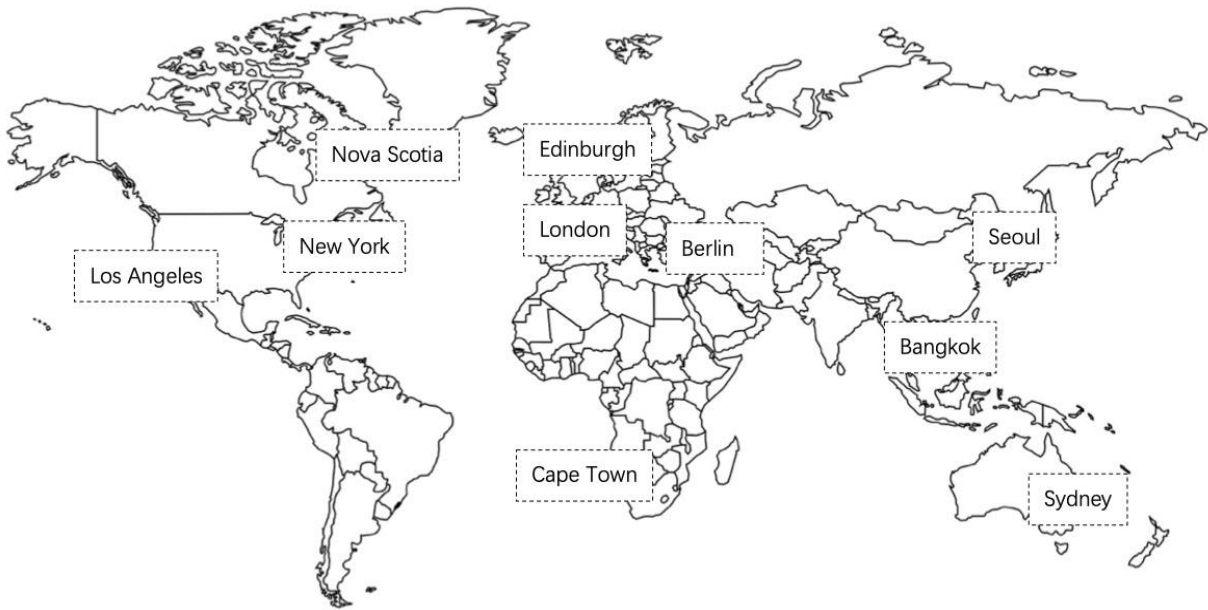 Nova Scotia
Edinburgh
New York
London
Berlin
Seoul
Los Angeles
Bangkok
Cape Town
Sydney